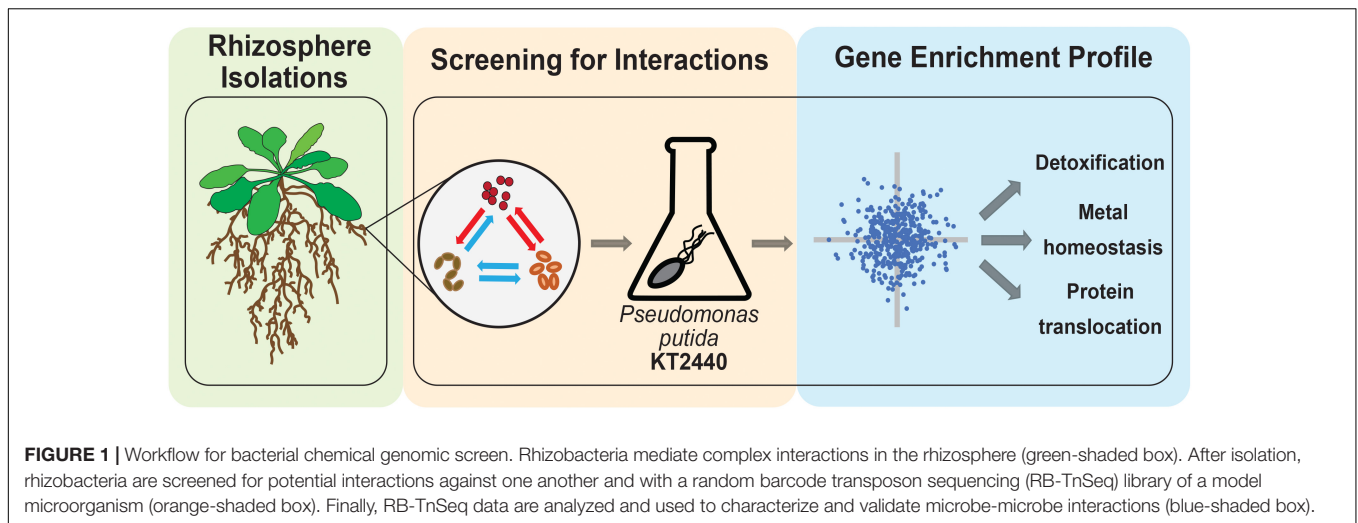 Rhizosphere
Isolations
Screening for Interactions
Gene Enrichment Profile
Pseudomonas
putida
KT2440
Detoxification
Metal
homeostasis
Protein
translocation
FIGURE 1 | Workflow for bacterial chemical genomic screen. Rhizobacteria mediate complex interactions in the rhizosphere (green-shaded box). After isolation,
rhizobacteria are screened for potential interactions against one another and with a random barcode transposon sequencing (RB-TnSeq) library of a model
microorganism (orange-shaded box). Finally, RB-TnSeq data are analyzed and used to characterize and validate microbe-microbe interactions (blue-shaded box).